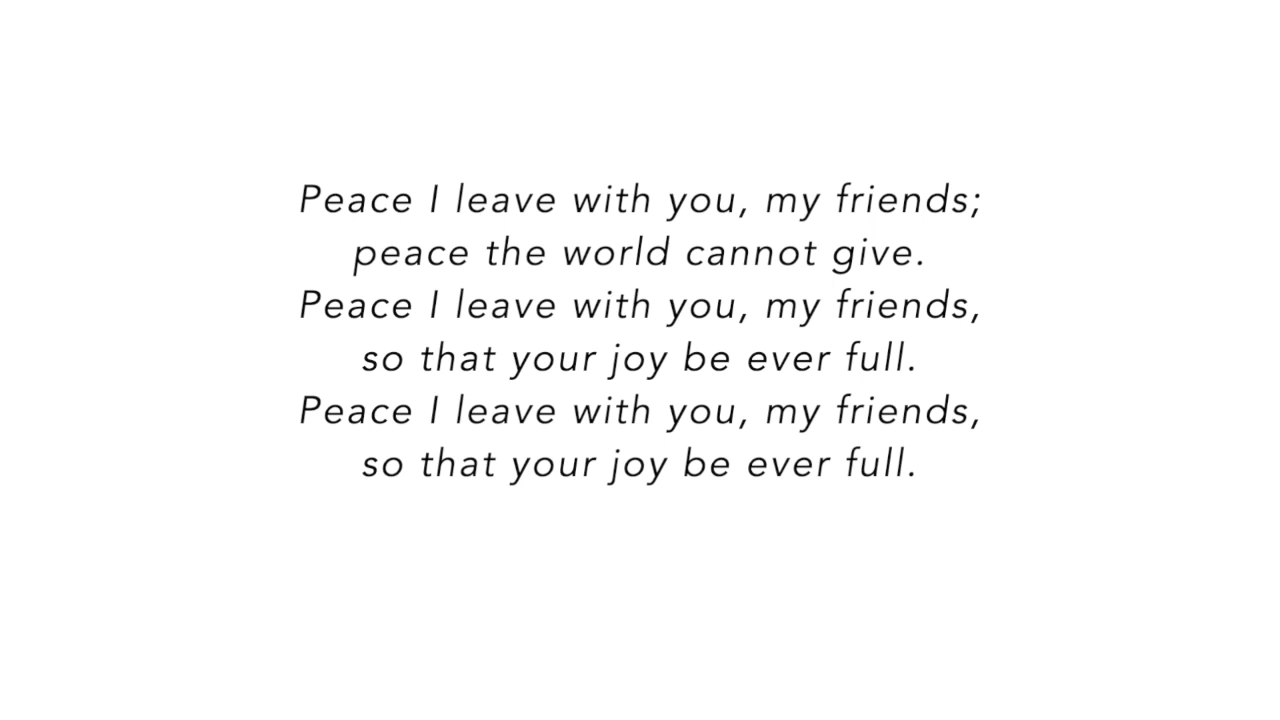 Peace I leave with you, my friends;
peace the world cannot give.
Peace I leave with you, my friends,
so that your joy be ever full.
Peace I leave with you, my friends,
so that your joy be ever full.